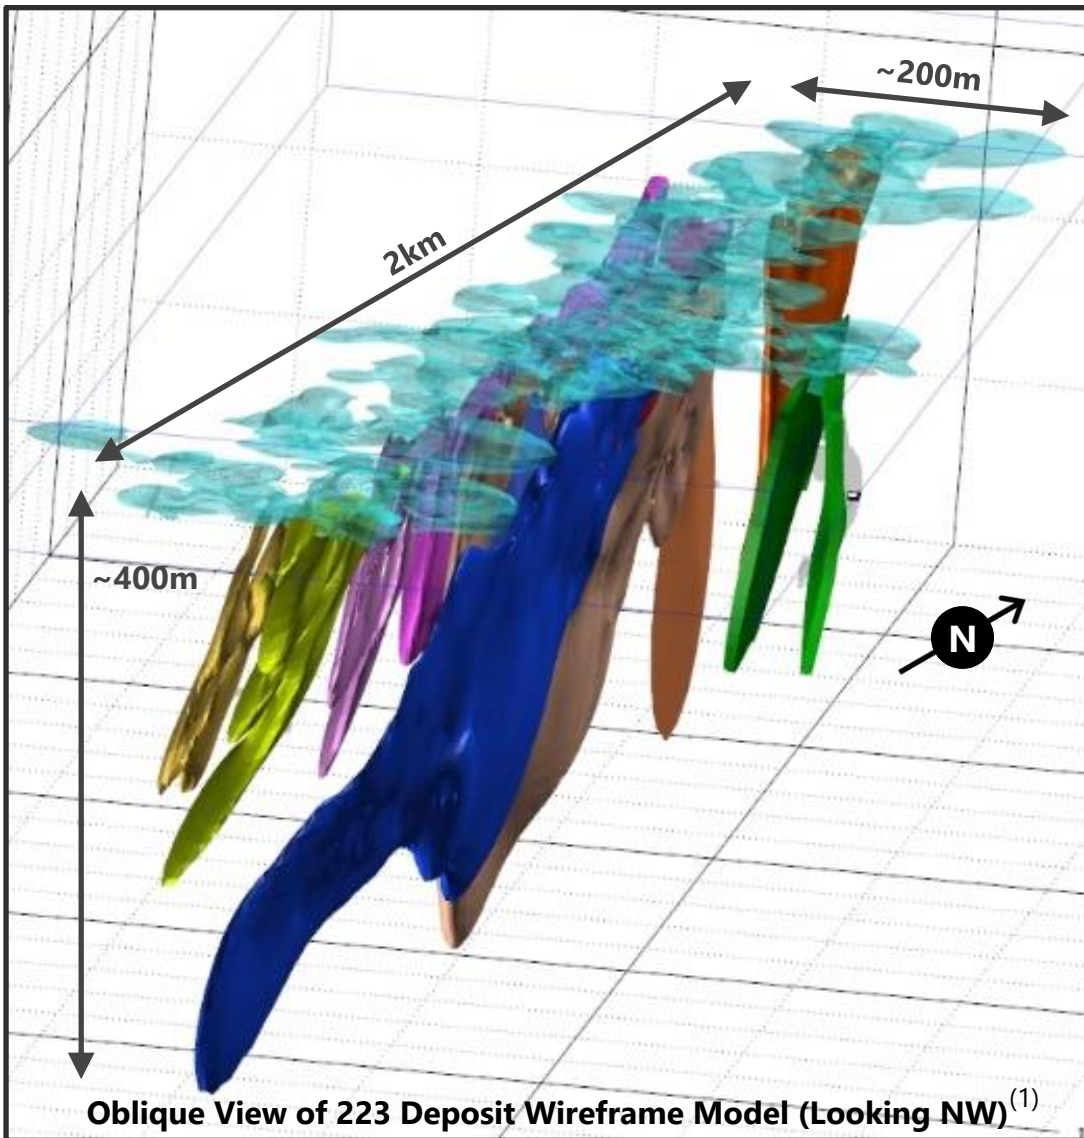 ~200m
2km
~400m
N
Oblique View of 223 Deposit Wireframe Model (Looking NW)(1)